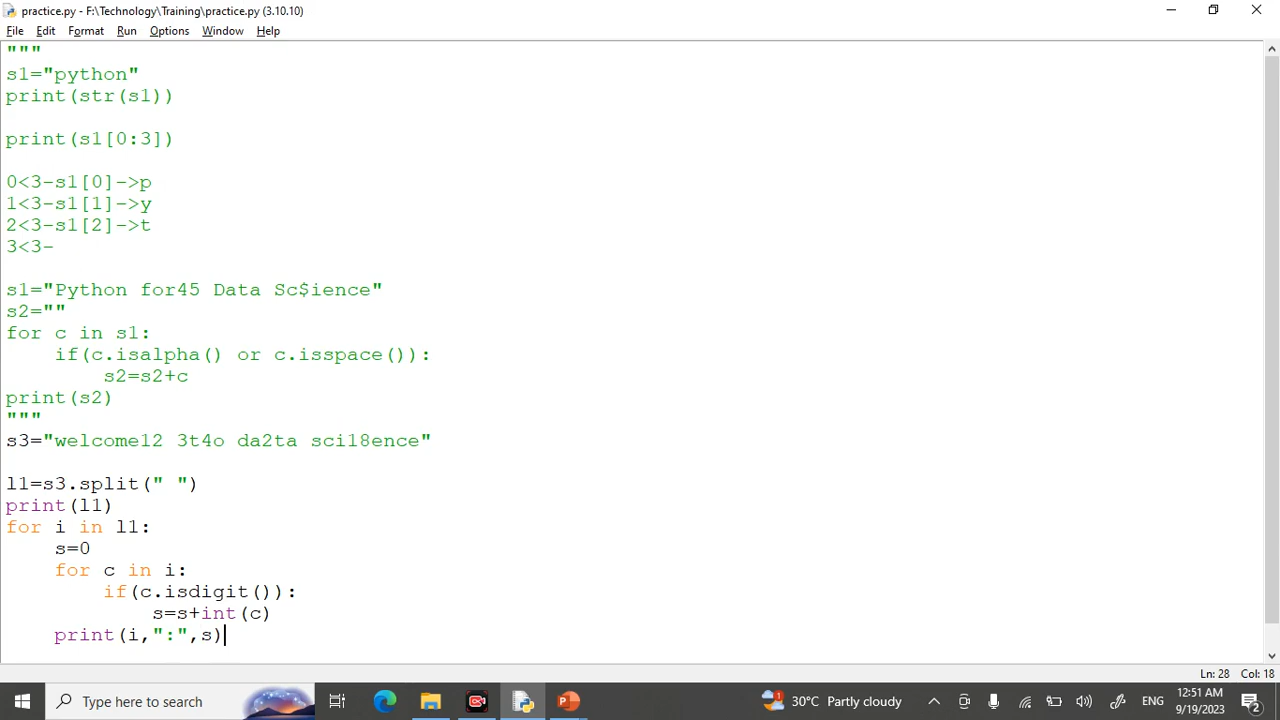 practice.py - F:\Technology\Training\practice.py (3.10.10)
File Edit Format Run Options Window Help
"""
s1="python"
print(str(s1))

print(s1[0:3])

0<3-s1[0]->p
1<3-s1[1]->y
2<3-s1[2]->t
3<3-

s1="Python for45 Data Sc$ience"
s2=""
for c in s1:
    if(c.isalpha() or c.isspace()):
        s2=s2+c
print(s2)
"""
s3="welcome12 3t4o da2ta sci18ence"

l1=s3.split(" ")
print(l1)
for i in l1:
    s=0
    for c in i:
        if(c.isdigit()):
            s=s+int(c)
    print(i,":",s)
Ln: 28 Col: 18
Type here to search
1
30°C Partly cloudy
ENG
12:51 AM
9/19/2023
2